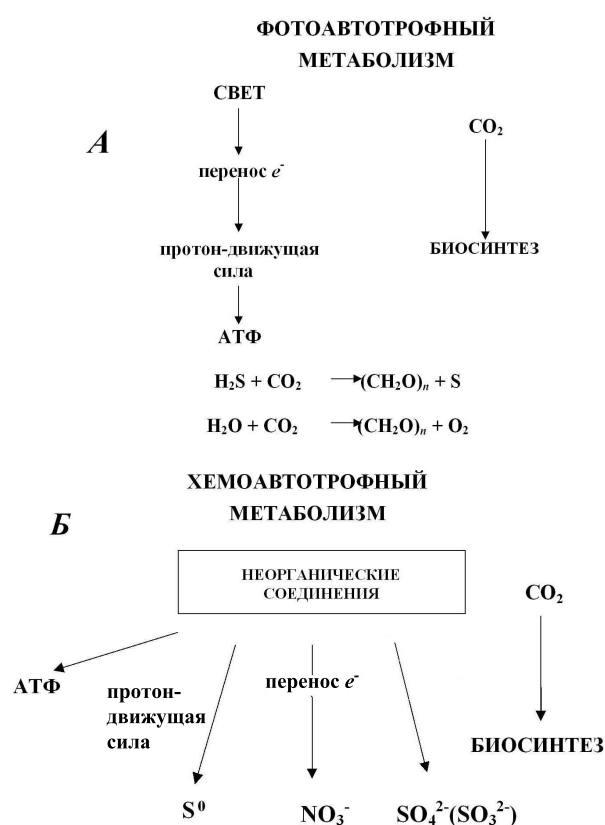 ФОТОАВТОТРОФНЫЙ
МЕТАБОЛИЗМ
СВЕТ
А
CO₂
перенос e⁻
протон-движущая
сила
БИОСИНТЕЗ
АТФ
H₂S + CO₂ → (CH₂O)ₙ + S
H₂O + CO₂ → (CH₂O)ₙ + O₂
ХЕМОАВТОТРОФНЫЙ
МЕТАБОЛИЗМ
Б
НЕОРГАНИЧЕСКИЕ
СОЕДИНЕНИЯ
CO₂
АТФ
протон-
движущая
сила
перенос e⁻
БИОСИНТЕЗ
S⁰
NO₃⁻
SO₄²⁻(SO₃²⁻)